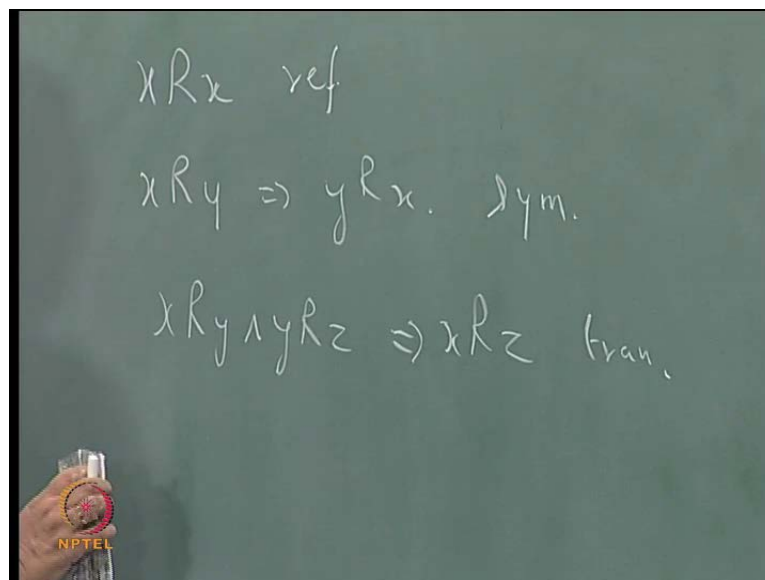 xRx ref
xRy => yRx. sym.
xRy ∧ yRz => xRz tran.
NPTEL